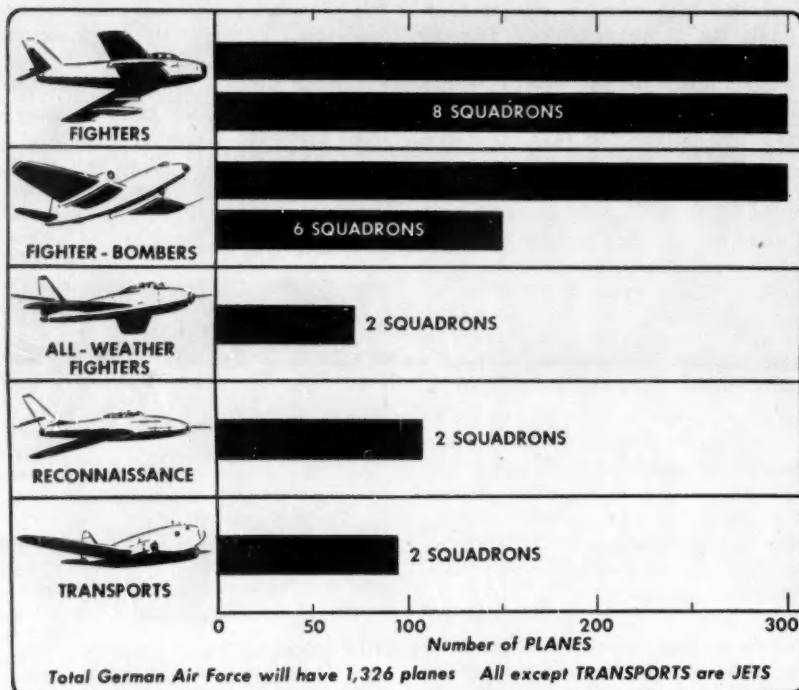 FIGHTERS
8 SQUADRONS
FIGHTER - BOMBERS
6 SQUADRONS
ALL - WEATHER
FIGHTERS
2 SQUADRONS
RECONNAISSANCE
2 SQUADRONS
TRANSPORTS
2 SQUADRONS
0 50 100 200 300
Number of PLANES
Total German Air Force will have 1,326 planes All except TRANSPORTS are JETS